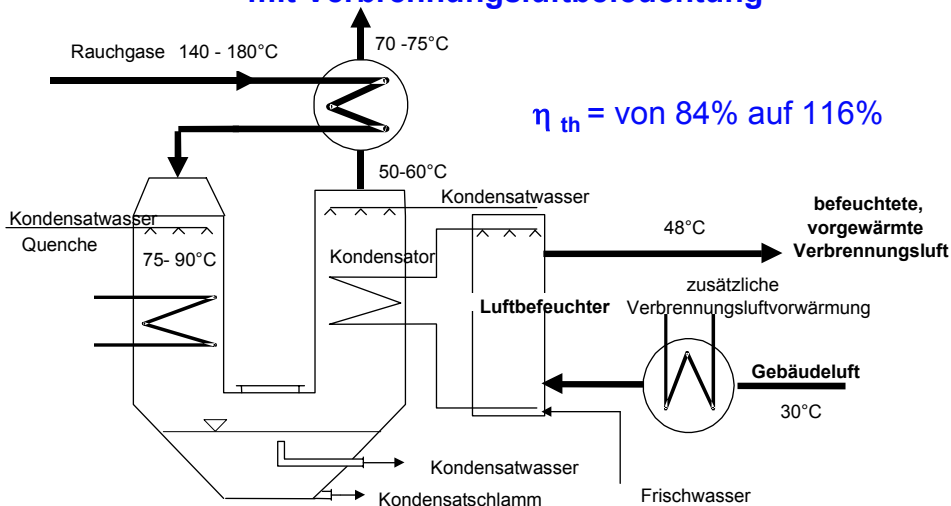 mit Verbrennungsluftbefeuchtung
70 -75°C
Rauchgase 140 - 180°C
η th = von 84% auf 116%
50-60°C
Kondensatwasser
Kondensatwasser
Quenche
75- 90°C
Kondensator
48°C
befeuchtete,
vorgewärmte
Verbrennungsluft
zusätzliche
Verbrennungsluftvorwärmung
Luftbefeuchter
Gebäudeluft
30°C
Kondensatwasser
Kondensatschlamm
Frischwasser